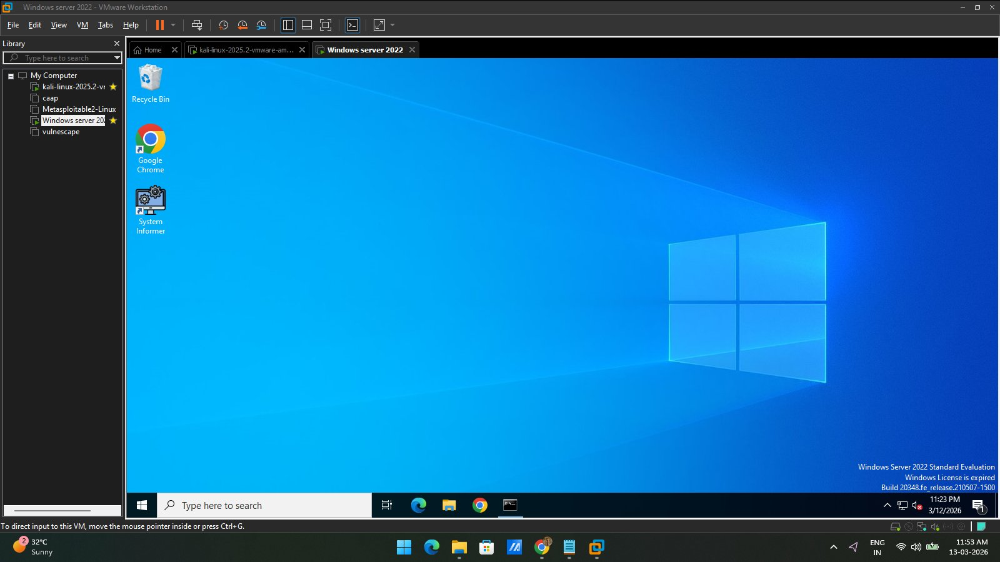 Windows server 2022 - VMware Workstation
File Edit View VM Tabs Help
Library
Type here to search
My Computer
kali-linux-2025.2-vr
caap
Metasploitable2-Linux
Windows server 202
vulnescape
Home
kali-linux-2025.2-vmware-am...
Windows server 2022
Recycle Bin
Google
Chrome
System
Informer
Windows Server 2022 Standard Evaluation
Windows License is expired
Build 20348.fe_release.210507-1500
Type here to search
11:23 PM
3/12/2026
1
To direct input to this VM, move the mouse pointer inside or press Ctrl+G.
2
32°C
Sunny
ENG
IN
11:53 AM
13-03-2026